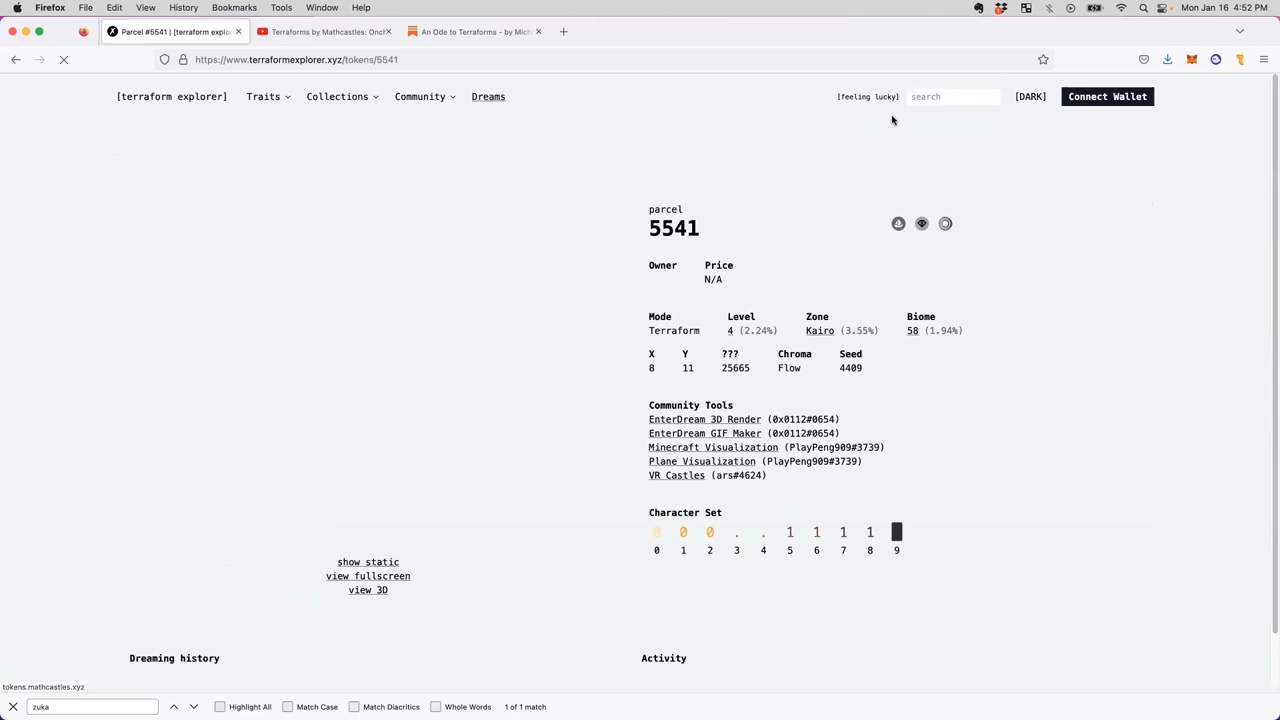 Firefox File Edit View History Bookmarks Tools Window Help Mon Jan 16 4:52 PM
Parcel #5541 | [terraform explor Terraforms by Mathcastles: Onch An Ode to Terraforms - by Mich
https://www.terraformexplorer.xyz/tokens/5541
[terraform explorer] Traits Collections Community Dreams [feeling lucky] search [DARK] Connect Wallet
parcel
5541
Owner Price
N/A
Mode Level Zone Biome
Terraform 4 (2.24%) Kairo (3.55%) 58 (1.94%)
X Y ??? Chroma Seed
8 11 25665 Flow 4409
Community Tools
EnterDream 3D Render (0x0112#0654)
EnterDream GIF Maker (0x0112#0654)
Minecraft Visualization (PlayPeng909#3739)
Plane Visualization (PlayPeng909#3739)
VR Castles (ars#4624)
Character Set
0 0 0 . . 1 1 1 1
0 1 2 3 4 5 6 7 8 9
show static
view fullscreen
view 3D
Dreaming history Activity
tokens.mathcastles.xyz
zuka Highlight All Match Case Match Diacritics Whole Words 1 of 1 match